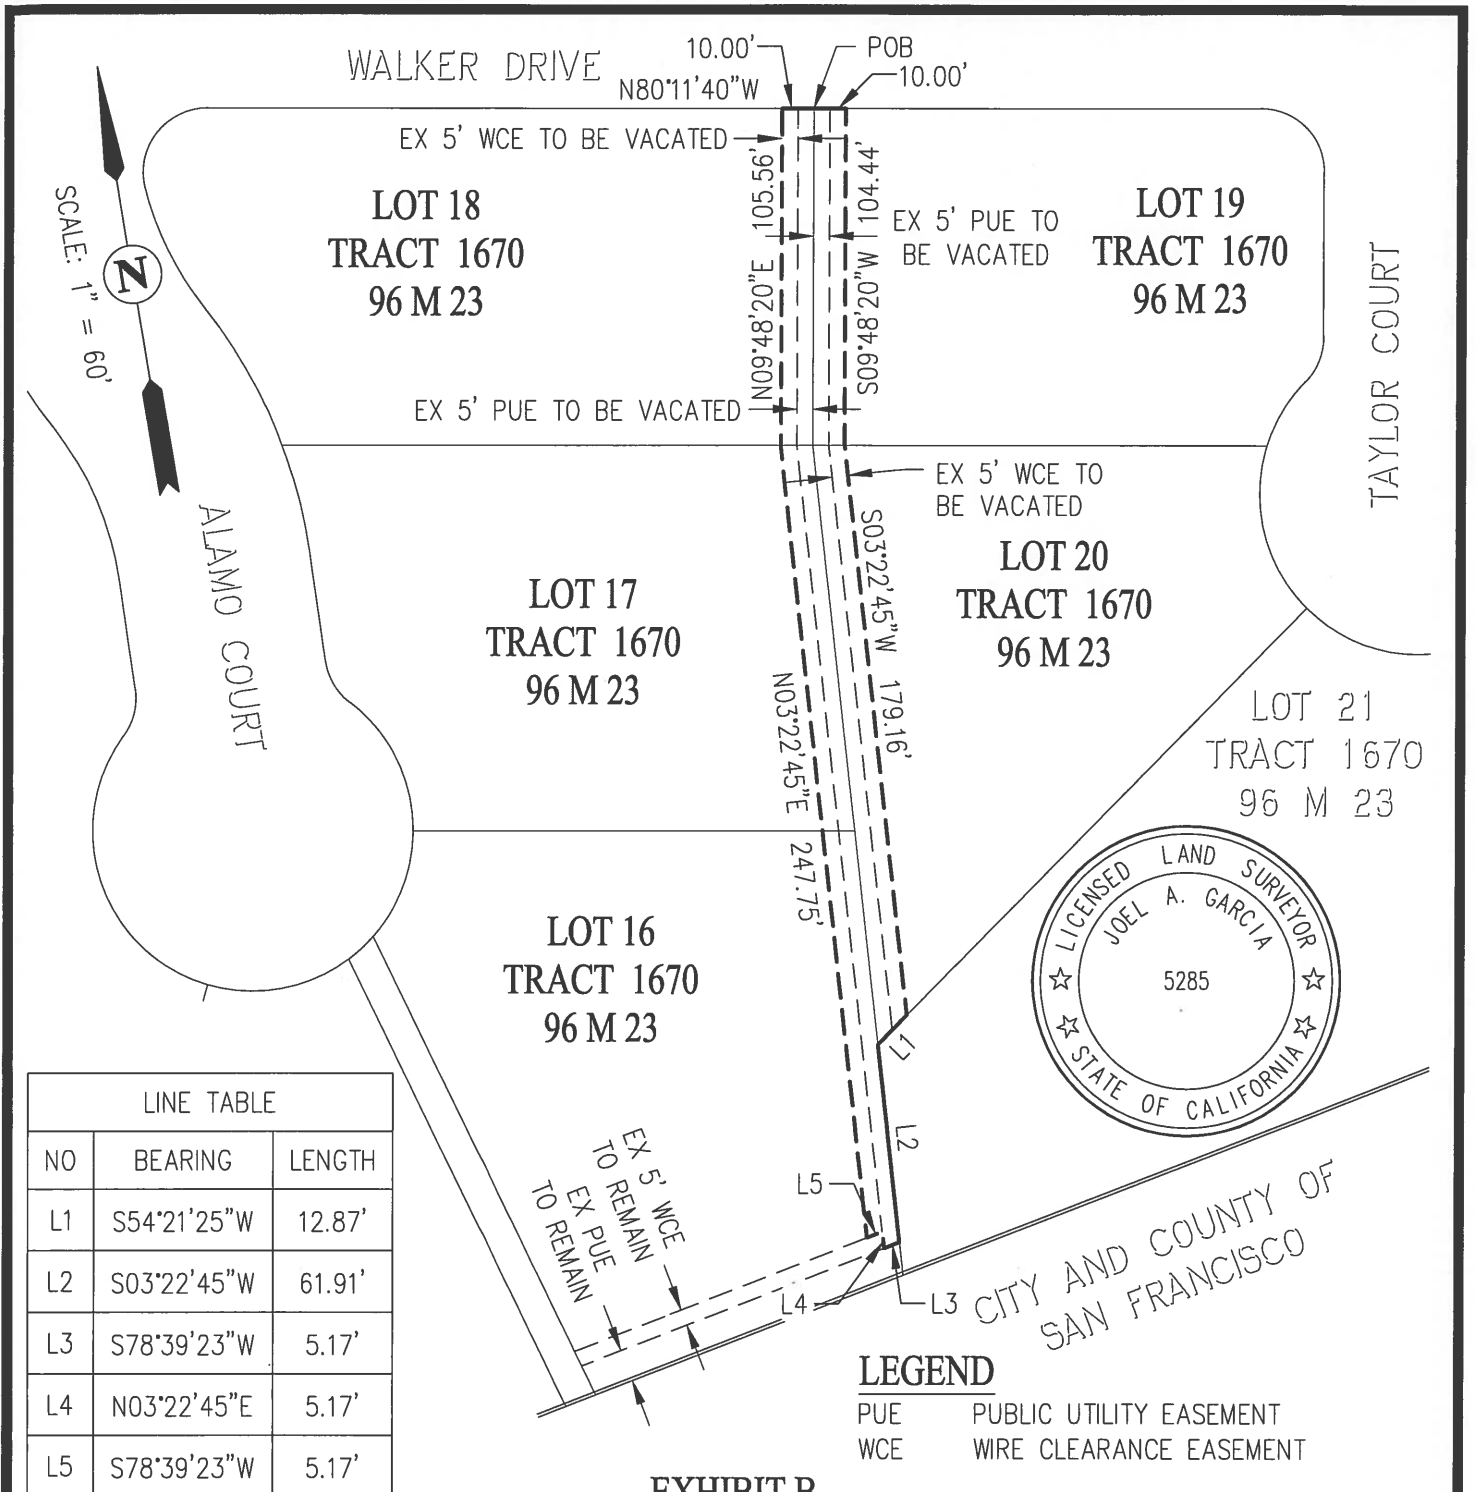 WALKER DRIVE
10.00'
POB
10.00'
N80°11'40"W
EX 5' WCE TO BE VACATED
LOT 18
TRACT 1670
96 M 23
SCALE: 1" = 60'
N
N09°48'20"E 105.56'
S09°48'20"W 104.44'
EX 5' PUE TO
BE VACATED
LOT 19
TRACT 1670
96 M 23
TAYLOR COURT
EX 5' PUE TO BE VACATED
EX 5' WCE TO
BE VACATED
ALAMO COURT
LOT 17
TRACT 1670
96 M 23
S03°22'45"W 179.16'
LOT 20
TRACT 1670
96 M 23
N03°22'45"E 247.75'
LOT 21
TRACT 1670
96 M 23
LICENSED LAND SURVEYOR
JOEL A. GARCIA
5285
STATE OF CALIFORNIA
LOT 16
TRACT 1670
96 M 23
L1
L2
L5
L4
L3
EX 5' WCE
TO REMAIN
EX PUE
TO REMAIN
CITY AND COUNTY OF
SAN FRANCISCO
LINE TABLE
NO BEARING LENGTH
L1 S54°21'25"W 12.87'
L2 S03°22'45"W 61.91'
L3 S78°39'23"W 5.17'
L4 N03°22'45"E 5.17'
L5 S78°39'23"W 5.17'
LEGEND
PUE PUBLIC UTILITY EASEMENT
WCE WIRE CLEARANCE EASEMENT
EXHIBIT B